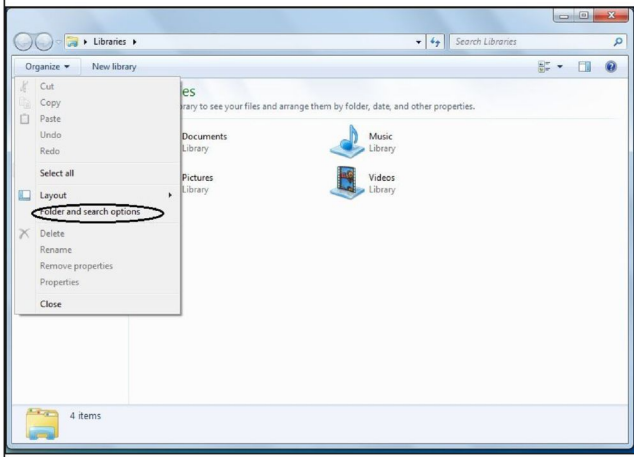 Libraries
Search Libraries
Organize
New library
Cut
Copy
Paste
Undo
Redo
Select all
Layout
Folder and search options
Delete
Rename
Remove properties
Properties
Close
es
rary to see your files and arrange them by folder, date, and other properties.
Documents
Library
Music
Library
Pictures
Library
Videos
Library
4 items